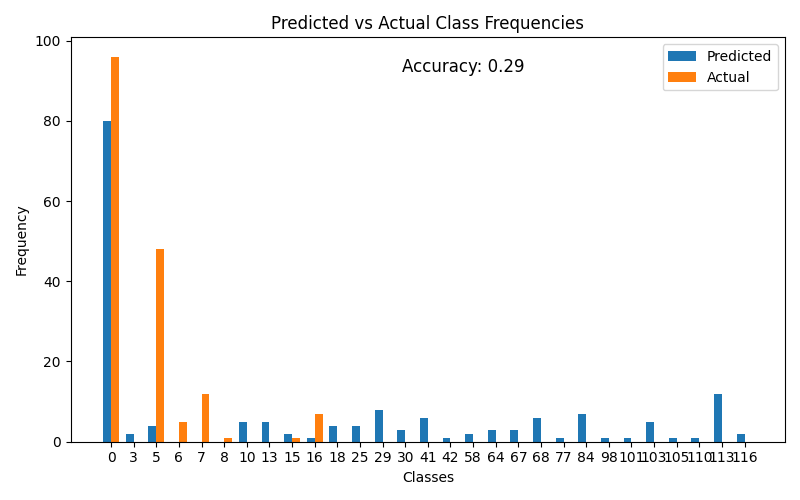 Predicted vs Actual Class Frequencies
Accuracy: 0.29
Predicted
Actual
100
80
60
40
20
0
Frequency
0 3 5 6 7 8 10 13 15 16 18 25 29 30 41 42 58 64 67 68 77 84 98 101 103 105 110 113 116
Classes